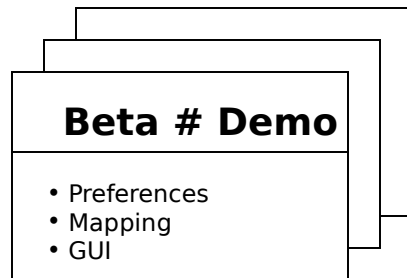 Beta # Demo
• Preferences
• Mapping
• GUI